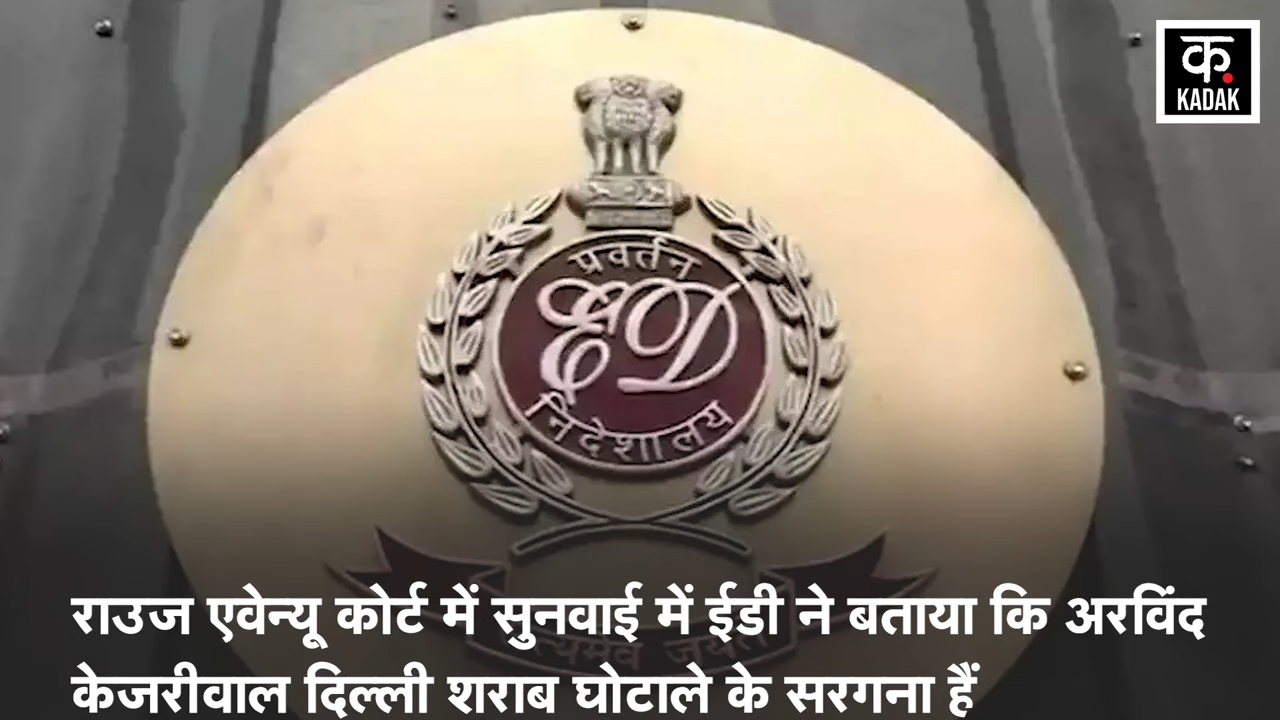 क
KADAK
प्रवर्तन
ED
निदेशालय
राउज एवेन्यू कोर्ट में सुनवाई में ईडी ने बताया कि अरविंद
केजरीवाल दिल्ली शराब घोटाले के सरगना हैं